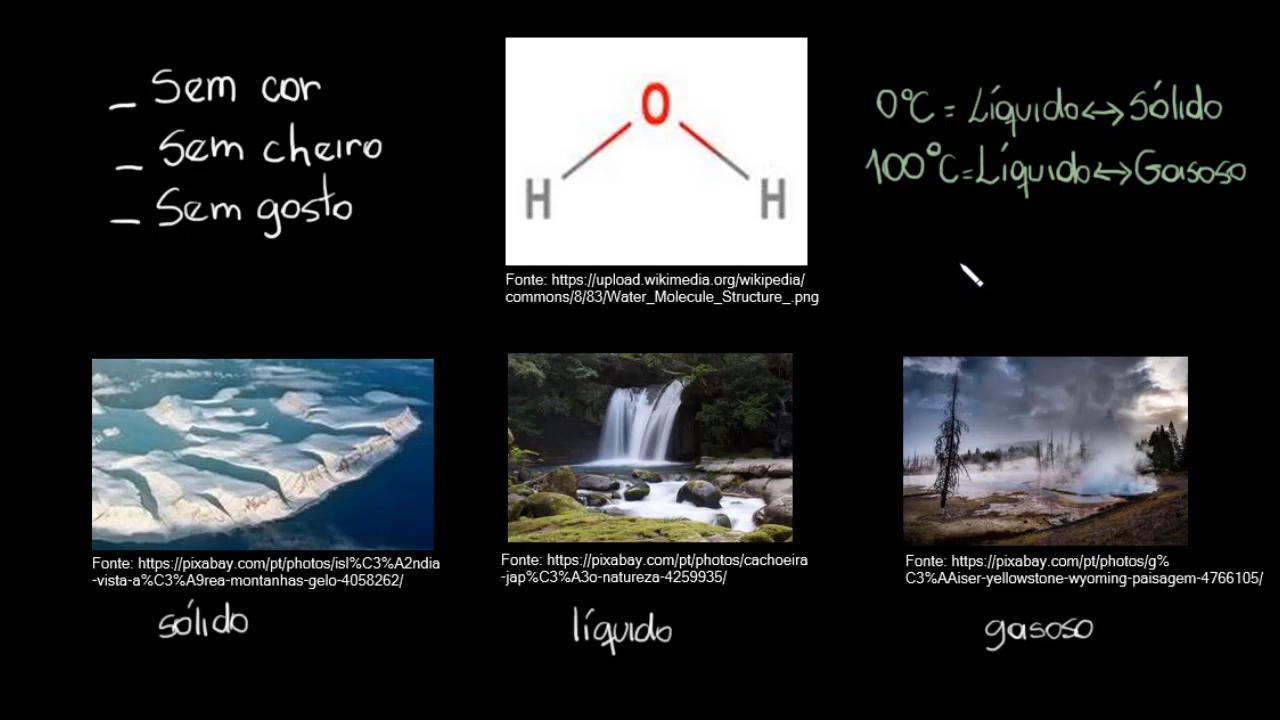 _ Sem cor
_ Sem cheiro
_ Sem gosto
O
H H
Fonte: https://upload.wikimedia.org/wikipedia/
commons/8/83/Water_Molecule_Structure_.png
0°C = Líquido↔Sólido
100°C=Líquido↔Gasoso
Fonte: https://pixabay.com/pt/photos/isl%C3%A2ndia
-vista-a%C3%A9rea-montanhas-gelo-4058262/
sólido
Fonte: https://pixabay.com/pt/photos/cachoeira
-jap%C3%A3o-natureza-4259935/
líquido
Fonte: https://pixabay.com/pt/photos/g%
C3%AAiser-yellowstone-wyoming-paisagem-4766105/
gasoso